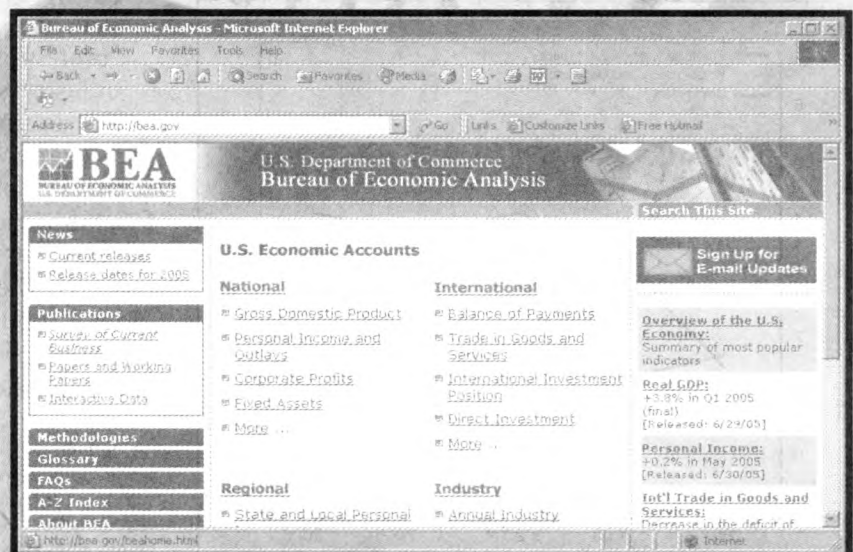 Bureau of Economic Analysis - Microsoft Internet Explorer
File Edit View Favorites Tools Help
Back Search Favorites Media
Address http://bea.gov Go Links Customize Links Free Hotmail
BEA
BUREAU OF ECONOMIC ANALYSIS
U.S. DEPARTMENT OF COMMERCE
U.S. Department of Commerce
Bureau of Economic Analysis
Search This Site
News
Current releases
Release dates for 2005
Publications
Survey of Current
Business
Papers and Working
Papers
Interactive Data
Methodologies
Glossary
FAQs
A-Z Index
About BEA
U.S. Economic Accounts
National
Gross Domestic Product
Personal Income and
Outlays
Corporate Profits
Fixed Assets
More ...
International
Balance of Payments
Trade in Goods and
Services
International Investment
Position
Direct Investment
More ...
Regional
State and Local Personal
Industry
Annual Industry
Sign Up for
E-mail Updates
Overview of the U.S.
Economy:
Summary of most popular
indicators
Real GDP:
+3.8% in Q1 2005
(final)
[Released: 6/29/05]
Personal Income:
+0.2% in May 2005
[Released: 6/30/05]
Int'l Trade in Goods and
Services:
Decrease in the deficit of
http://bea.gov/beahome.html Internet